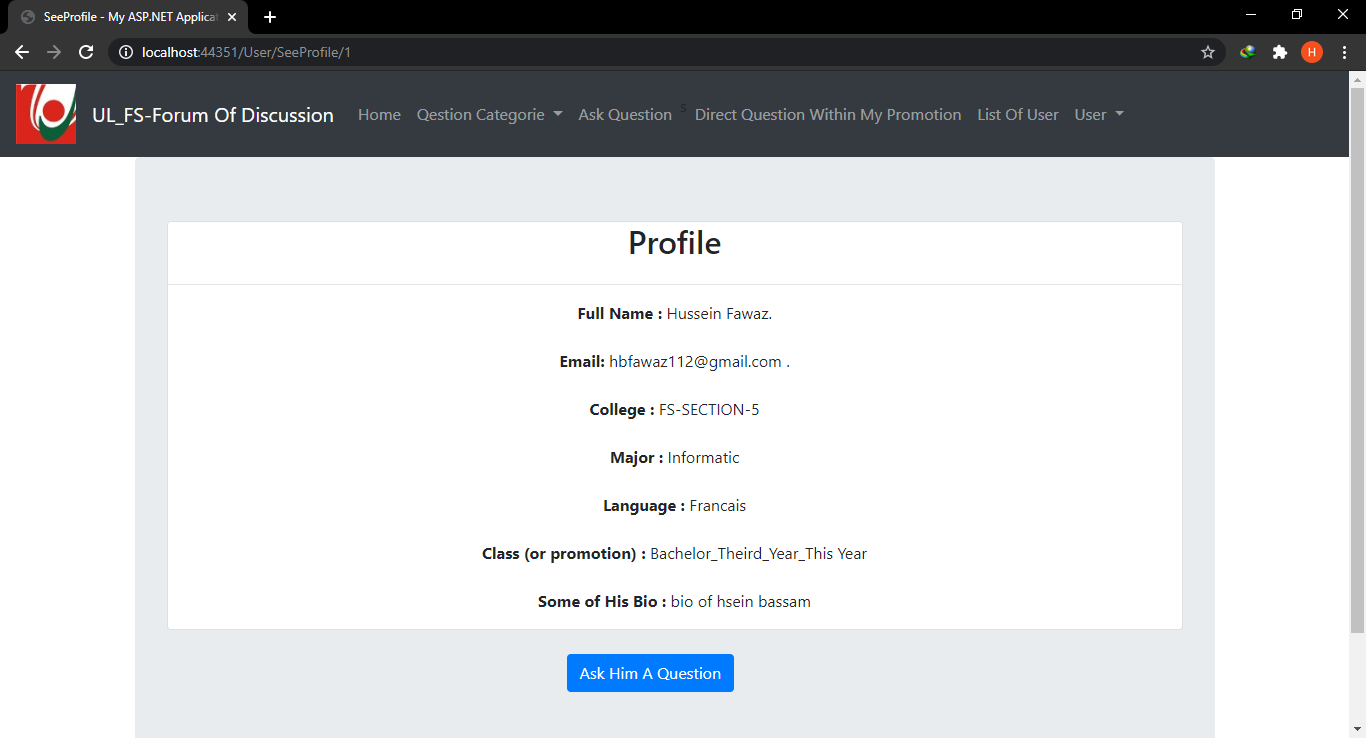 SeeProfile - My ASP.NET Applicat
localhost:44351/User/SeeProfile/1
H
UL_FS-Forum Of Discussion Home Qestion Categorie Ask Question s Direct Question Within My Promotion List Of User User
Profile
Full Name : Hussein Fawaz.
Email: hbfawaz112@gmail.com .
College : FS-SECTION-5
Major : Informatic
Language : Francais
Class (or promotion) : Bachelor_Theird_Year_This Year
Some of His Bio : bio of hsein bassam
Ask Him A Question